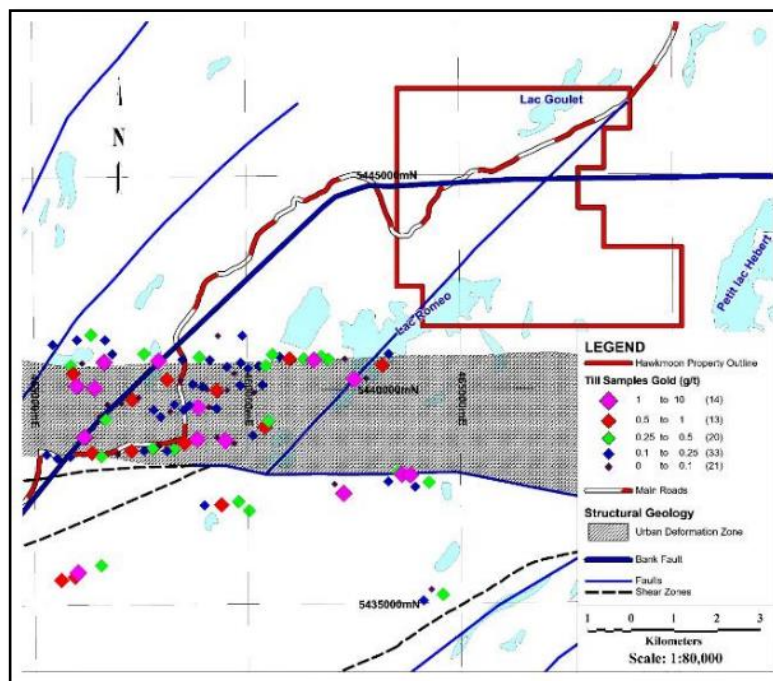 Lac Goulet
N
5445000mN
Petit lac Hebert
Lac Romeo
LEGEND
Hawkmoon Property Outline
Till Samples Gold (g/t)
1 to 10 (14)
0.5 to 1 (13)
0.25 to 0.5 (20)
0.1 to 0.25 (33)
0 to 0.1 (21)
Main Roads
Structural Geology
Urban Deformation Zone
Bank Fault
Faults
Shear Zones
5440000mN
5435000mN
1 0 1 2 3
Kilometers
Scale: 1:80,000